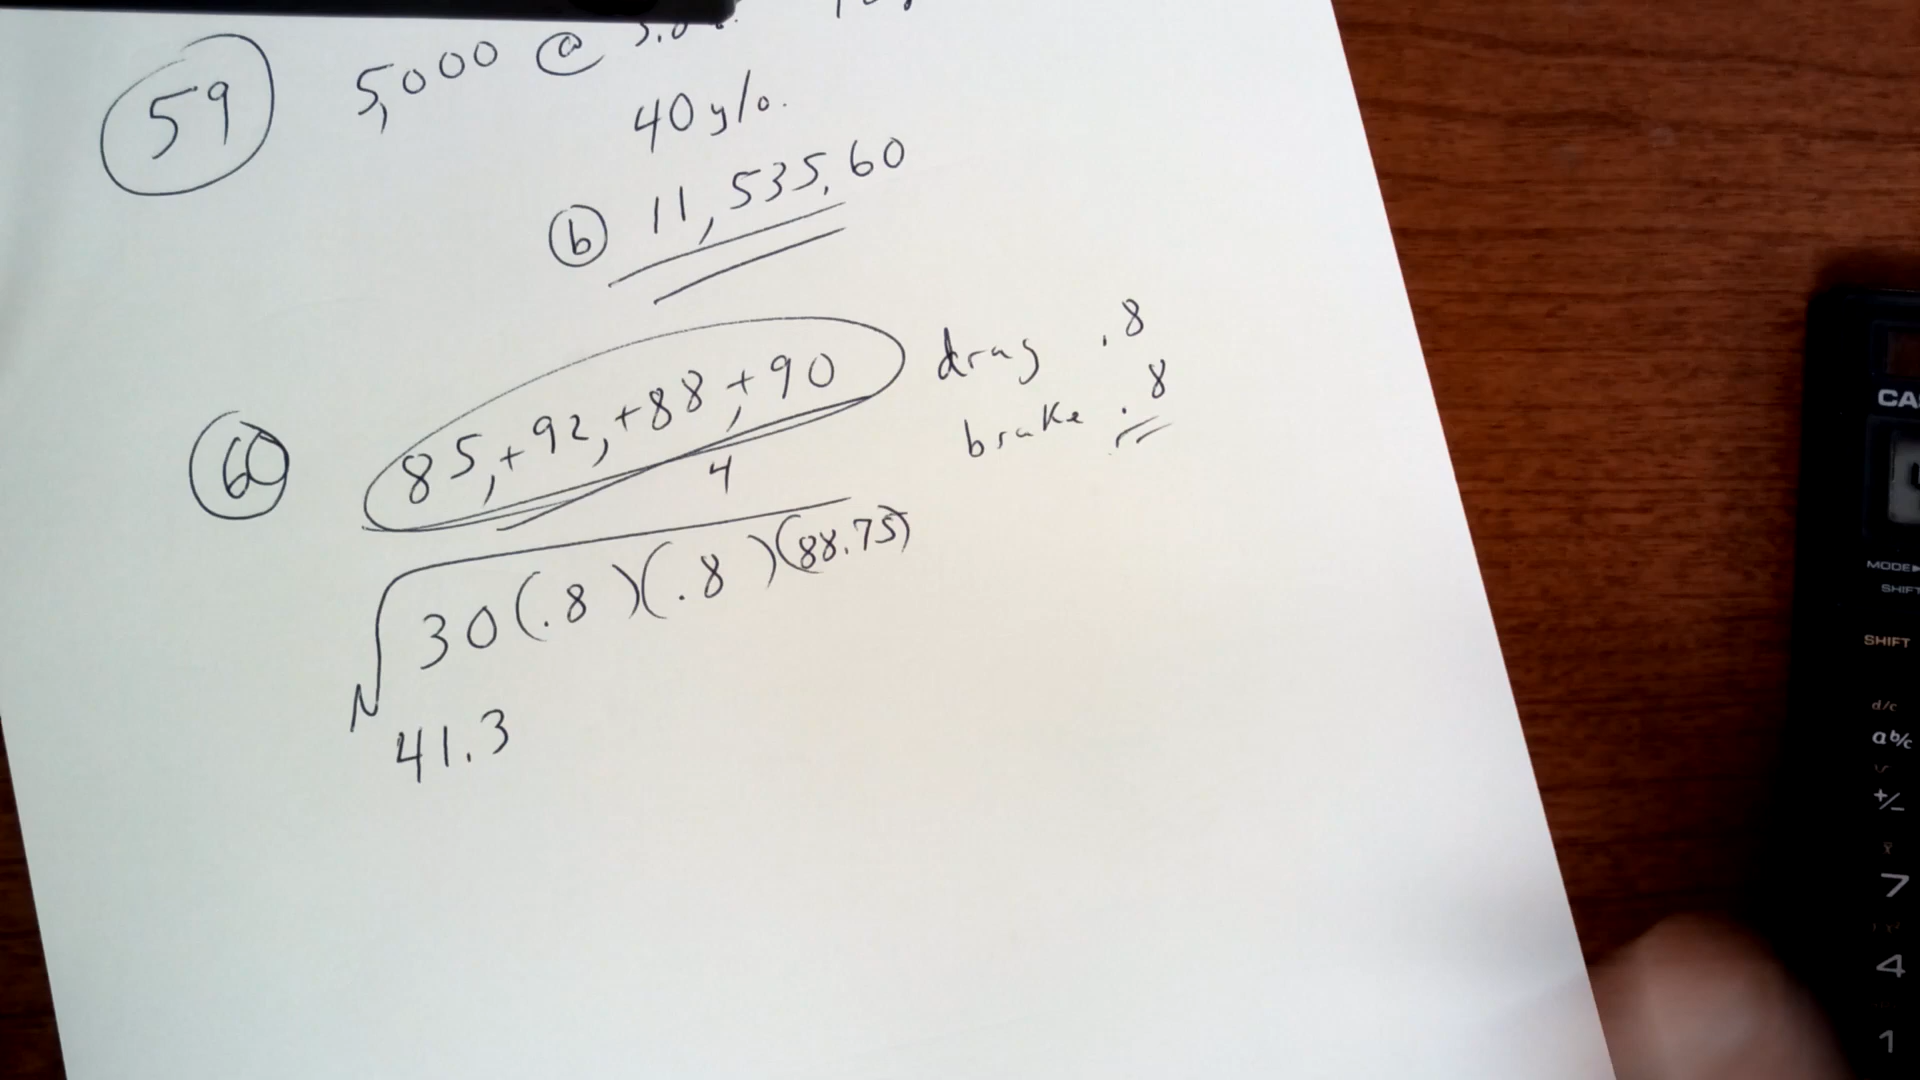 59 5,000 @
40 y/o.
b 11,535.60
60 85,+92,+88,+90 drag .8
4 brake .8
√30(.8)(.8)(88.75)
41.3
CA
MODE
SHIFT
SHIFT
d/c
ab/c
+/-
7
4
1